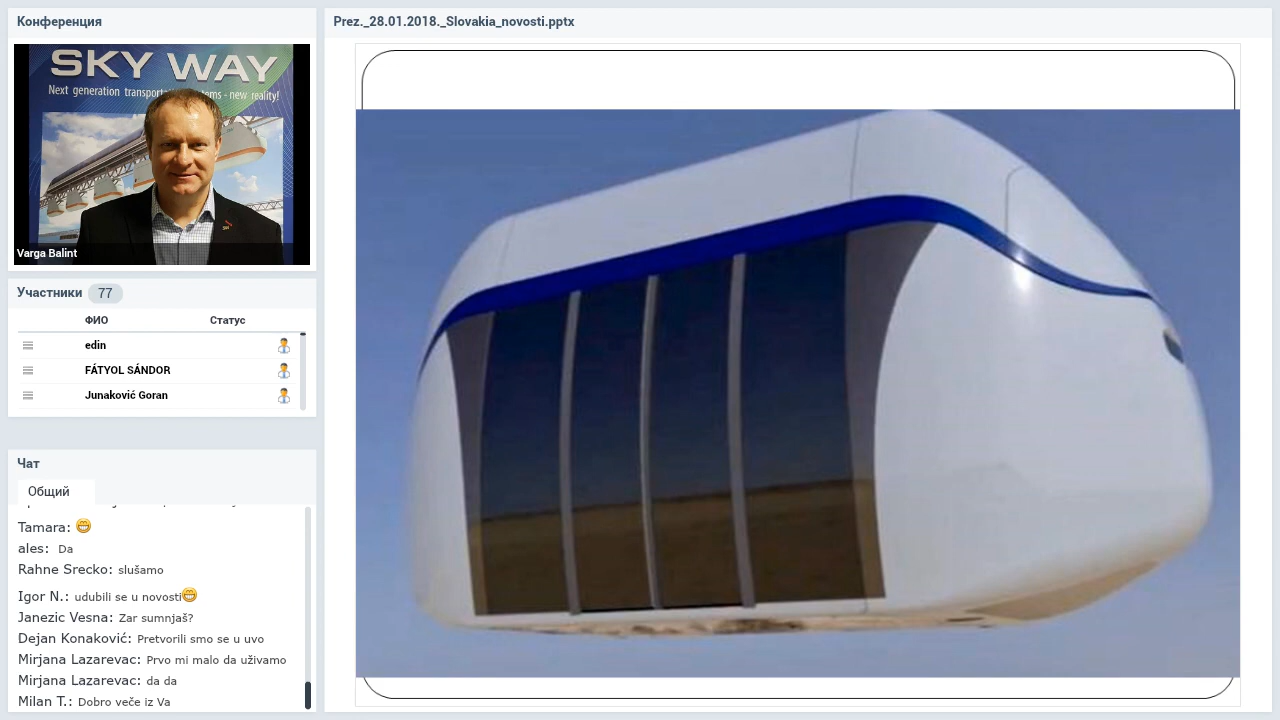 Конференция
SKY WAY
Next generation transport tems - new reality!
Varga Balint
Участники 77
ФИО Статус
edin
FÁTYOL SÁNDOR
Junaković Goran
Чат
Общий
Tamara:
ales: Da
Rahne Srecko: slušamo
Igor N.: udubili se u novosti
Janezic Vesna: Zar sumnjaš?
Dejan Konaković: Pretvorili smo se u uvo
Mirjana Lazarevac: Prvo mi malo da uživamo
Mirjana Lazarevac: da da
Milan T.: Dobro veče iz Va
Prez._28.01.2018._Slovakia_novosti.pptx